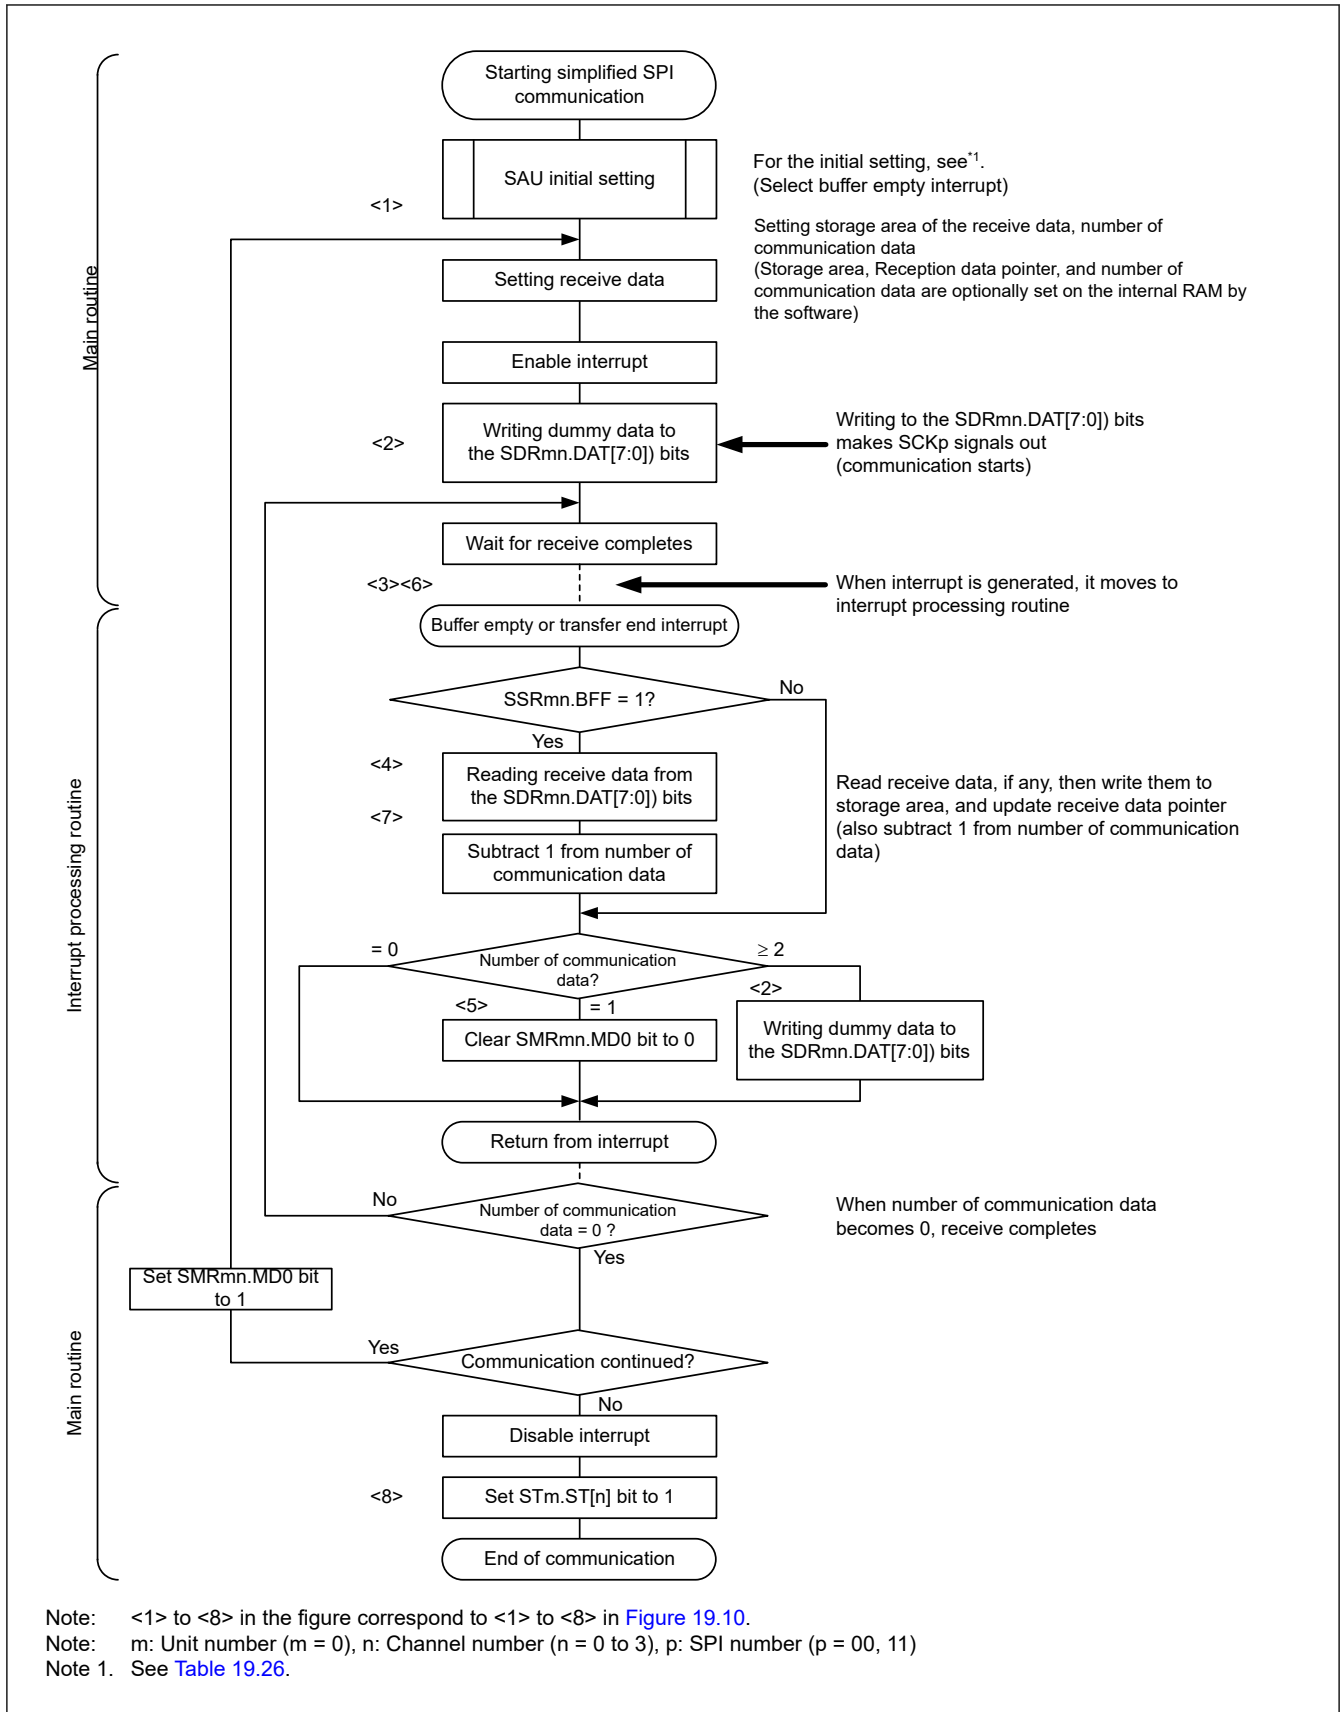 Starting simplified SPI
communication
SAU initial setting
For the initial setting, see*1.
(Select buffer empty interrupt)
<1>
Setting storage area of the receive data, number of
communication data
(Storage area, Reception data pointer, and number of
communication data are optionally set on the internal RAM by
the software)
Setting receive data
Main routine
Enable interrupt
<2>
Writing dummy data to
the SDRmn.DAT[7:0]) bits
Writing to the SDRmn.DAT[7:0]) bits
makes SCKp signals out
(communication starts)
Wait for receive completes
<3><6>
When interrupt is generated, it moves to
interrupt processing routine
Buffer empty or transfer end interrupt
SSRmn.BFF = 1?
No
Yes
<4>
Reading receive data from
the SDRmn.DAT[7:0]) bits
<7>
Read receive data, if any, then write them to
storage area, and update receive data pointer
(also subtract 1 from number of communication
data)
Subtract 1 from number of
communication data
Interrupt processing routine
= 0
Number of communication
data?
≥ 2
<5>
= 1
<2>
Clear SMRmn.MD0 bit to 0
Writing dummy data to
the SDRmn.DAT[7:0]) bits
Return from interrupt
No
Number of communication
data = 0 ?
When number of communication data
becomes 0, receive completes
Yes
Set SMRmn.MD0 bit
to 1
Yes
Communication continued?
No
Main routine
Disable interrupt
<8>
Set STm.ST[n] bit to 1
End of communication
Note: <1> to <8> in the figure correspond to <1> to <8> in Figure 19.10.
Note: m: Unit number (m = 0), n: Channel number (n = 0 to 3), p: SPI number (p = 00, 11)
Note 1. See Table 19.26.